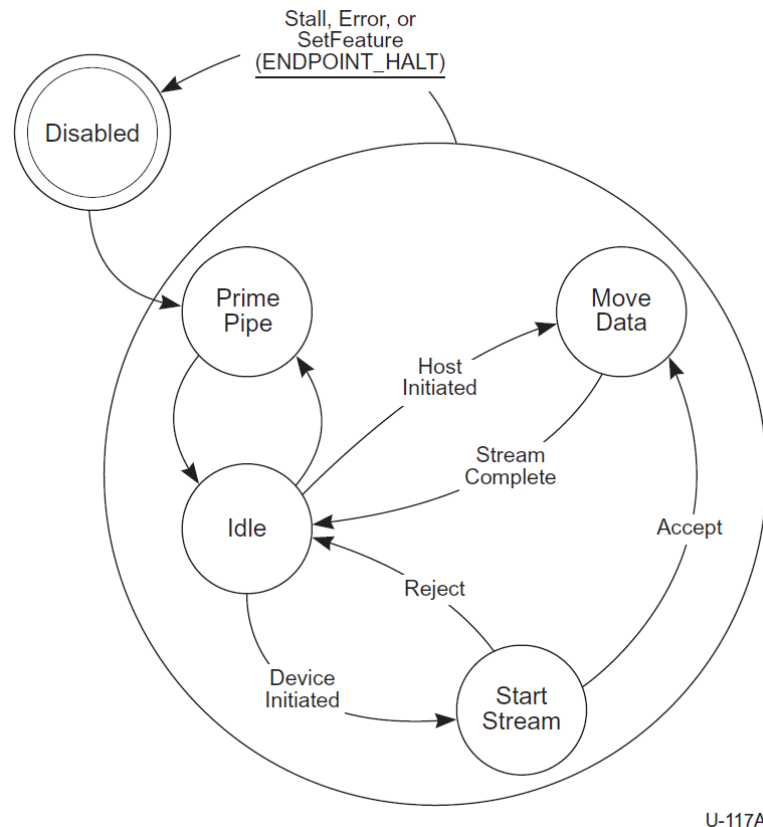 Stall, Error, or
SetFeature
(ENDPOINT_HALT)
Disabled
Prime
Pipe
Move
Data
Host
Initiated
Stream
Complete
Idle
Accept
Reject
Device
Initiated
Start
Stream
U-117A